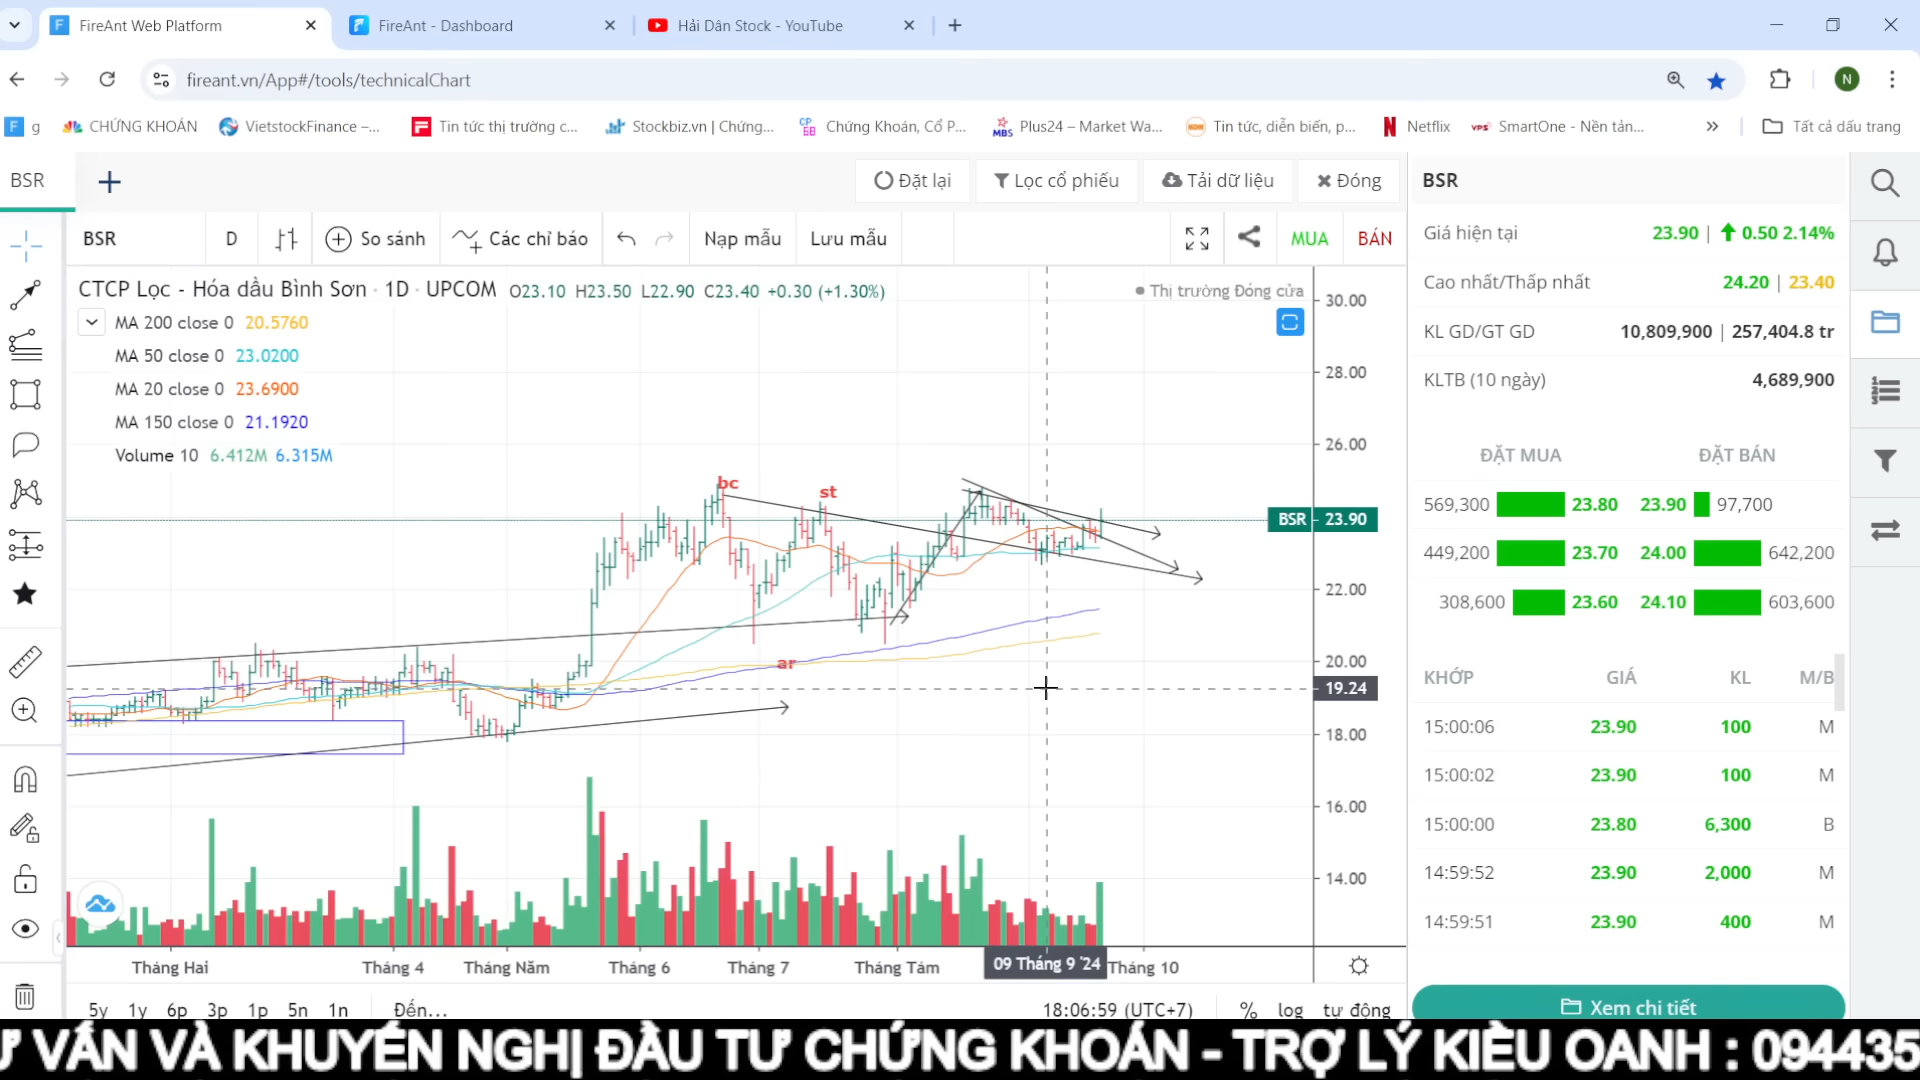 FireAnt Web Platform
FireAnt - Dashboard
Hải Dân Stock - YouTube
fireant.vn/App#/tools/technicalChart
N
g
CHỨNG KHOÁN
VietstockFinance –...
Tin tức thị trường c...
Stockbiz.vn | Chứng...
Chứng Khoán, Cổ P...
Plus24 – Market Wa...
Tin tức, diễn biến, p...
Netflix
SmartOne - Nền tản...
Tất cả dấu trang
BSR
Đặt lại
Lọc cổ phiếu
Tải dữ liệu
Đóng
BSR
BSR
D
So sánh
Các chỉ báo
Nạp mẫu
Lưu mẫu
MUA
BÁN
CTCP Lọc - Hóa dầu Bình Sơn · 1D · UPCOM O23.10 H23.50 L22.90 C23.40 +0.30 (+1.30%)
Thị trường Đóng cửa
MA 200 close 0 20.5760
MA 50 close 0 23.0200
MA 20 close 0 23.6900
MA 150 close 0 21.1920
Volume 10 6.412M 6.315M
bc
st
ar
30.00
28.00
26.00
BSR 23.90
22.00
20.00
19.24
18.00
16.00
14.00
Tháng Hai
Tháng 4
Tháng Năm
Tháng 6
Tháng 7
Tháng Tám
09 Tháng 9 '24
Tháng 10
5y 1y 6p 3p 1p 5n 1n Đến...
18:06:59 (UTC+7)
% log tự động
Giá hiện tại 23.90 | 0.50 2.14%
Cao nhất/Thấp nhất 24.20 | 23.40
KL GD/GT GD 10,809,900 | 257,404.8 tr
KLTB (10 ngày) 4,689,900
ĐẶT MUA ĐẶT BÁN
569,300 23.80 23.90 97,700
449,200 23.70 24.00 642,200
308,600 23.60 24.10 603,600
KHỚP GIÁ KL M/B
15:00:06 23.90 100 M
15:00:02 23.90 100 M
15:00:00 23.80 6,300 B
14:59:52 23.90 2,000 M
14:59:51 23.90 400 M
Xem chi tiết
Ư VẤN VÀ KHUYẾN NGHỊ ĐẦU TƯ CHỨNG KHOÁN - TRỢ LÝ KIỀU OANH : 094435